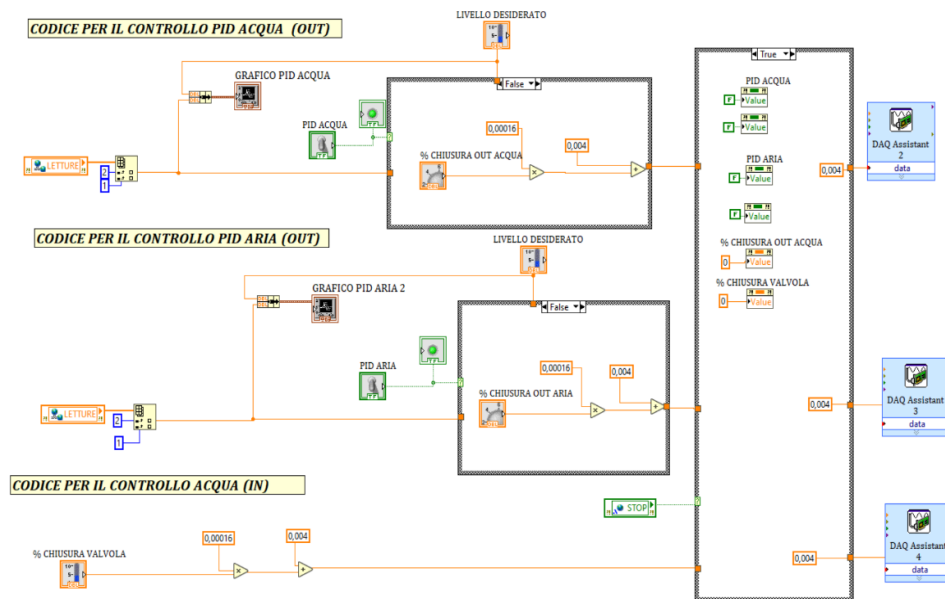 CODICE PER IL CONTROLLO PID ACQUA (OUT)
LIVELLO DESIDERATO
GRAFICO PID ACQUA
PID ACQUA
LETTURE
2
1
False
0,00016
0,004
% CHIUSURA OUT ACQUA
True
PID ACQUA
F
Value
F
Value
PID ARIA
F
Value
F
Value
% CHIUSURA OUT ACQUA
0
Value
% CHIUSURA VALVOLA
0
Value
0,004
DAQ Assistant
2
data
CODICE PER IL CONTROLLO PID ARIA (OUT)
LIVELLO DESIDERATO
GRAFICO PID ARIA 2
PID ARIA
LETTURE
2
1
False
0,00016
0,004
% CHIUSURA OUT ARIA
0,004
DAQ Assistant
3
data
CODICE PER IL CONTROLLO ACQUA (IN)
STOP
% CHIUSURA VALVOLA
0,00016
0,004
0,004
DAQ Assistant
4
data